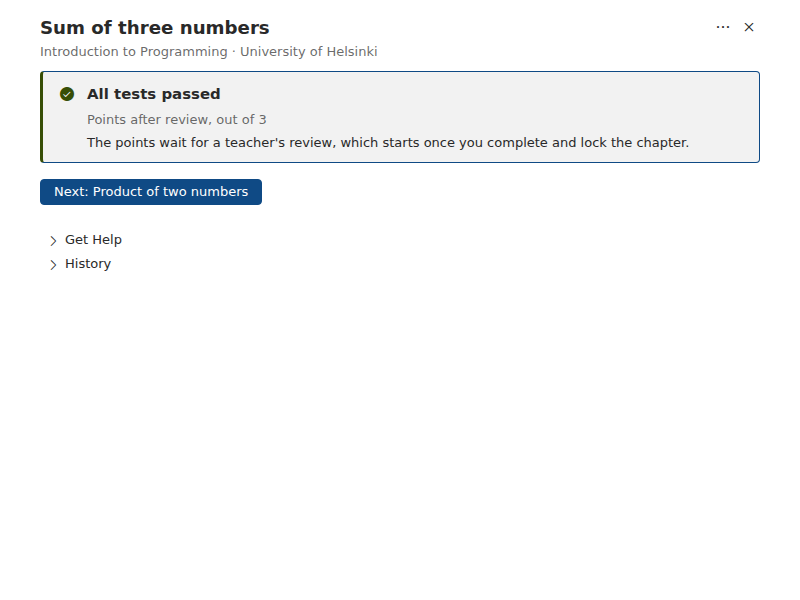 Sum of three numbers
Introduction to Programming · University of Helsinki
All tests passed
Points after review, out of 3
The points wait for a teacher's review, which starts once you complete and lock the chapter.
Next: Product of two numbers
Get Help
History